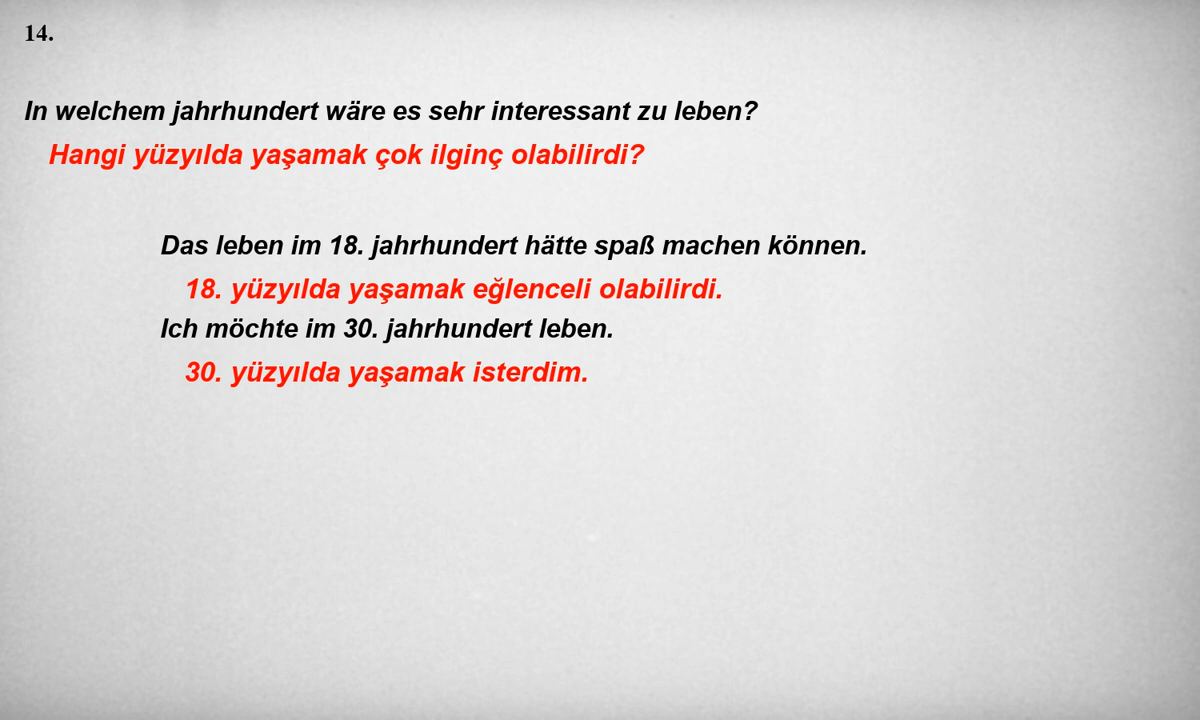 14.
In welchem jahrhundert wäre es sehr interessant zu leben?
Hangi yüzyılda yaşamak çok ilginç olabilirdi?
Das leben im 18. jahrhundert hätte spaß machen können.
18. yüzyılda yaşamak eğlenceli olabilirdi.
Ich möchte im 30. jahrhundert leben.
30. yüzyılda yaşamak isterdim.